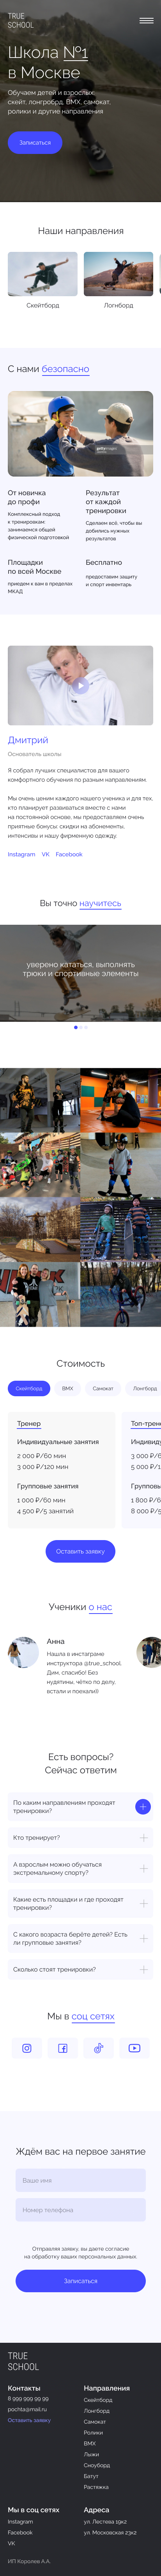 TRUE
SCHOOL
Школа №1
в Москве
Обучаем детей и взрослых:
скейт, лонгроборд, BMX, самокат,
ролики и другие направления
Записаться
Наши направления
Скейтборд
Лонгборд
С нами безопасно
От новичка
до профи
Комплексный подход
к тренировкам:
занимаемся общей
физической подготовкой
Результат
от каждой
тренировки
Сделаем всё, чтобы вы
добились нужных
результатов
Площадки
по всей Москве
приедем к вам в пределах
МКАД
Бесплатно
предоставим защиту
и спорт инвентарь
Дмитрий
Основатель школы
Я собрал лучших специалистов для вашего
комфортного обучения по разным направлениям.
Мы очень ценим каждого нашего ученика и для тех,
кто планирует развиваться вместе с нами
на постоянной основе, мы предоставляем очень
приятные бонусы: скидки на абонементы,
интенсивы и нашу фирменную одежду.
Instagram VK Facebook
Вы точно научитесь
уверено кататься, выполнять
трюки и спортивные элементы
Стоимость
Скейтборд
BMX
Самокат
Лонгборд
Тренер
Индивидуальные занятия
2 000 ₽/60 мин
3 000 ₽/120 мин
Групповые занятия
1 000 ₽/60 мин
4 500 ₽/5 занятий
Топ-трене
Индивиду
3 000 ₽/6
5 000 ₽/1
Групповы
1 800 ₽/6
8 000 ₽/5
Оставить заявку
Ученики о нас
Анна
Нашла в инстаграме
инструктора @true_school
Дим, спасибо! Без
нудятины, чётко по делу,
встали и поехали)!
Есть вопросы?
Сейчас ответим
По каким направлениям проходят
тренировки?
Кто тренирует?
А взрослым можно обучаться
экстремальному спорту?
Какие есть площадки и где проходят
тренировки?
С какого возраста берёте детей? Есть
ли групповые занятия?
Сколько стоят тренировки?
Мы в соц сетях
Ждём вас на первое занятие
Ваше имя
Номер телефона
Отправляя заявку, вы даете согласие
на обработку ваших персональных данных.
Записаться
TRUE
SCHOOL
Контакты
8 999 999 99 99
pochta@mail.ru
Оставить заявку
Направления
Скейтборд
Лонгборд
Самокат
Ролики
BMX
Лыжи
Сноуборд
Батут
Растяжка
Мы в соц сетях
Instagram
Facebook
VK
Адреса
ул. Лестева 19к2
ул. Московская 23к2
ИП Королев А.А.